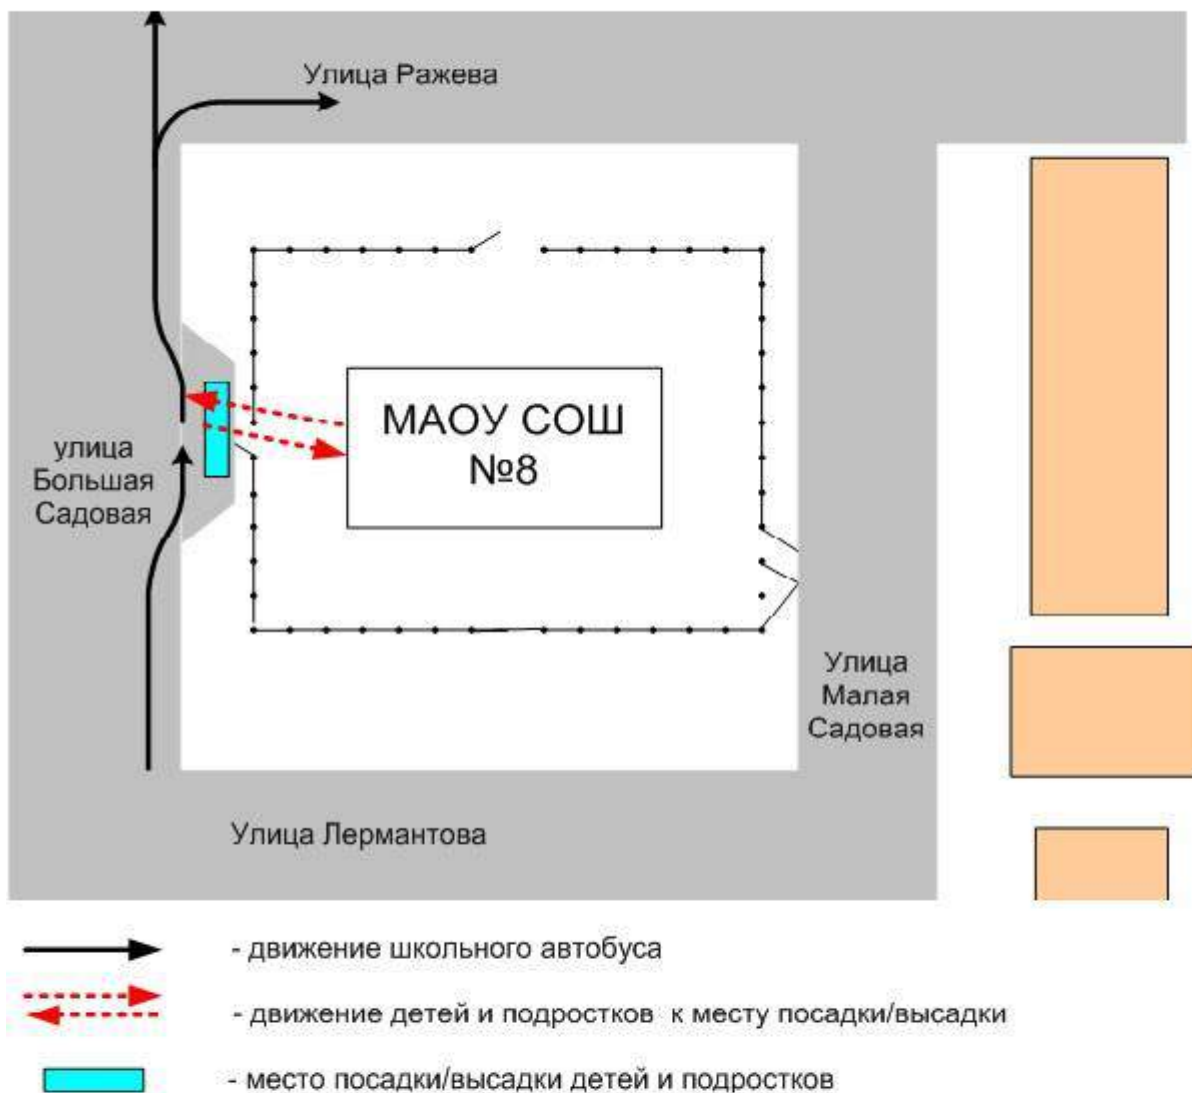 Улица Ражева
МАОУ СОШ
№8
улица
Большая
Садовая
Улица
Малая
Садовая
Улица Лермантова
- движение школьного автобуса
- движение детей и подростков к месту посадки/высадки
- место посадки/высадки детей и подростков